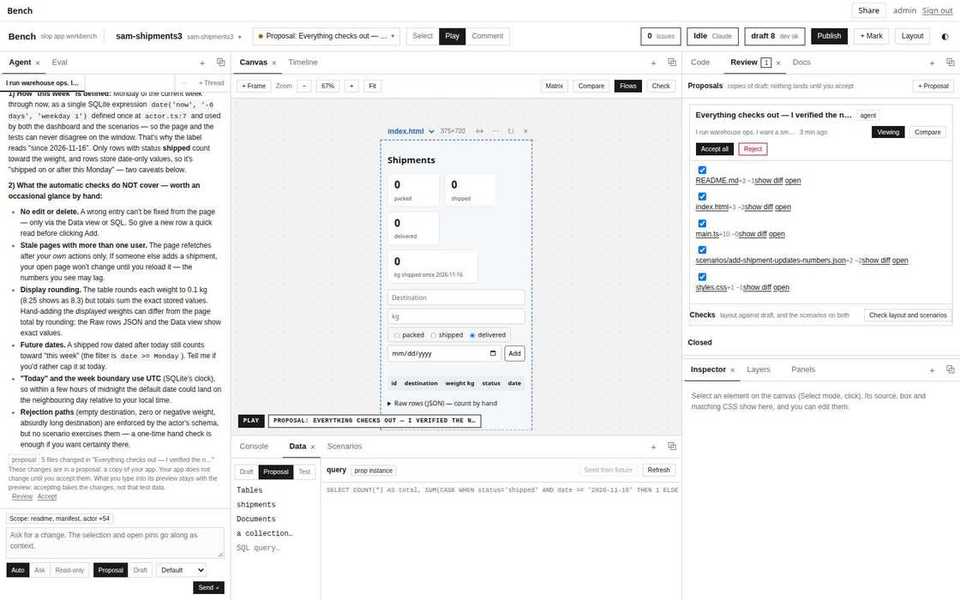 Bench
Share admin Sign out
Bench slop app workbench sam-shipments3 sam-shipments3
Proposal: Everything checks out — …
Select Play Comment
0 issues Idle Claude draft 8 dev ok Publish + Mark Layout
Agent × Eval +
I run warehouse ops. I... ... + Thread
1) How "this week" is defined: Monday of the current week
through now, as a single SQLite expression date('now', '-6
days', 'weekday 1') defined once at actor.ts:7 and used
by both the dashboard and the scenarios — so the page and the
tests can never disagree on the window. That's why the label
reads "since 2026-11-16". Only rows with status shipped count
toward the weight, and rows store date-only values, so it's
"shipped on or after this Monday" — two caveats below.
2) What the automatic checks do NOT cover — worth an
occasional glance by hand:
• No edit or delete. A wrong entry can't be fixed from the page
— only via the Data view or SQL. So give a new row a quick
read before clicking Add.
• Stale pages with more than one user. The page refetches
after your own actions only. If someone else adds a shipment,
your open page won't change until you reload it — the
numbers you see may lag.
• Display rounding. The table rounds each weight to 0.1 kg
(8.25 shows as 8.3) but totals sum the exact stored values.
Hand-adding the displayed weights can differ from the page
total by rounding: the Raw rows JSON and the Data view show
exact values.
• Future dates. A shipped row dated after today still counts
toward "this week" (the filter is date >= Monday ). Tell me if
you'd rather cap it at today.
• "Today" and the week boundary use UTC (SQLite's clock),
so within a few hours of midnight the default date could land on
the neighbouring day relative to your local time.
• Rejection paths (empty destination, zero or negative weight,
absurdly long destination) are enforced by the actor's schema,
but no scenario exercises them — a one-time hand check is
enough if you want certainty there.
proposal 5 files changed in "Everything checks out — I verified the n..."
These changes are in a proposal: a copy of your app. Your app does not
change until you accept them. What you type into its preview stays with the
preview; accepting takes the changes, not that test data.
Review Accept
Scope: readme, manifest, actor +54
Ask for a change. The selection and open pins go along as
context.
Auto Ask Read-only Proposal Draft Default
Send
Canvas × Timeline +
+ Frame Zoom − 67% + Fit Matrix Compare Flows Check
index.html 375×720 ×
Shipments
0 packed
0 shipped
0 delivered
0
kg shipped since 2026-11-16
Destination
kg
packed shipped delivered
mm/dd/yyyy Add
id destination weight kg status date
▶ Raw rows (JSON) — count by hand
PLAY PROPOSAL: EVERYTHING CHECKS OUT — I VERIFIED THE N…
Console Data × Scenarios +
Draft Proposal Test
Tables
shipments
Documents
a collection…
SQL query…
query prop instance Seed from fixture Refresh
SELECT COUNT(*) AS total, SUM(CASE WHEN status='shipped' AND date >= '2026-11-16' THEN 1 ELSE
Code Review 1 × Docs +
Proposals copies of draft; nothing lands until you accept + Proposal
Everything checks out — I verified the n… agent
I run warehouse ops. I want a sm… 3 min ago Viewing Compare
Accept all Reject
README.md show diff open
index.html show diff open
main.ts show diff open
scenarios/add-shipment-updates-numbers.json show diff open
styles.css show diff open
Checks layout against draft, and the scenarios on both Check layout and scenarios
Closed
Inspector × Layers Panels +
Select an element on the canvas (Select mode, click). Its source, box and
matching CSS show here, and you can edit them.